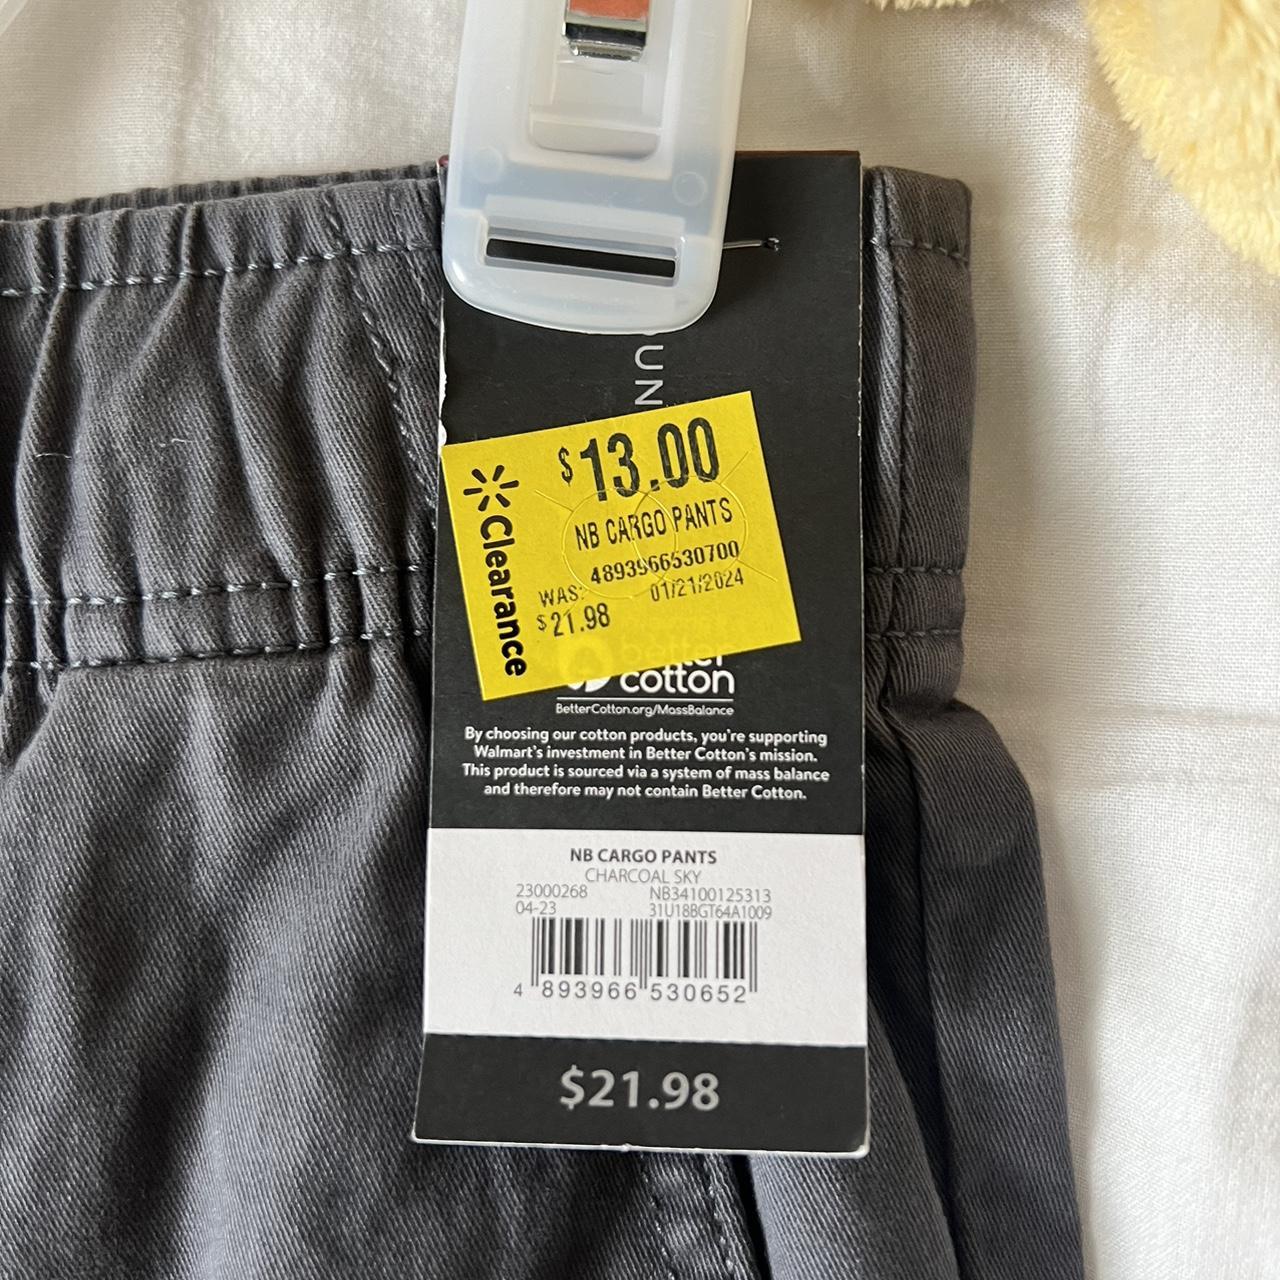 UN
$13.00
NB CARGO PANTS
4893966530700
WAS: 01/21/2024
$21.98
Clearance
better
cotton
BetterCotton.org/MassBalance
By choosing our cotton products, you're supporting
Walmart's investment in Better Cotton's mission.
This product is sourced via a system of mass balance
and therefore may not contain Better Cotton.
NB CARGO PANTS
CHARCOAL SKY
23000268 NB34100125313
04-23 31U18BGT64A1009
4 893966 530652
$21.98